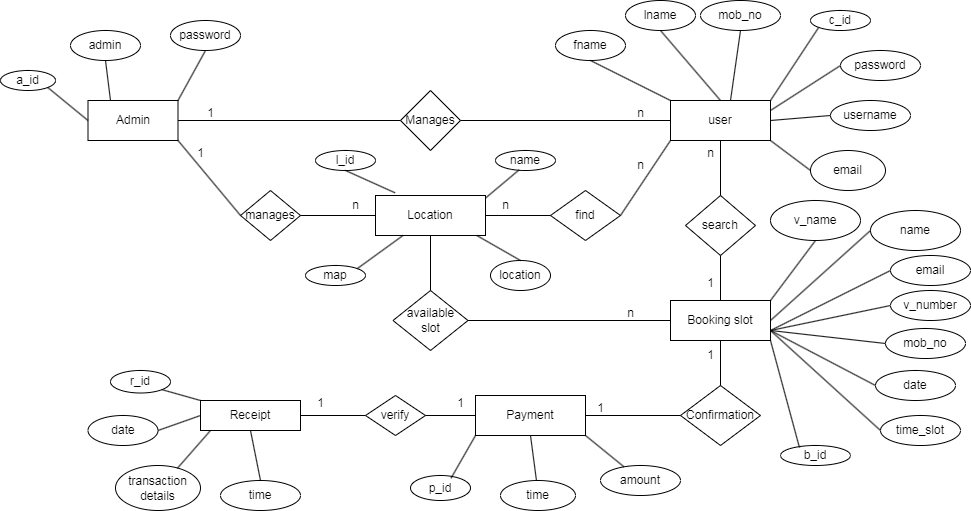 lname
mob_no
c_id
admin
password
fname
password
a_id
Admin
1
Manages
n
user
username
1
l_id
name
n
n
email
manages
n
Location
n
find
search
v_name
name
map
location
1
email
available
slot
n
Booking slot
v_number
mob_no
1
r_id
date
Receipt
1
verify
1
Payment
1
Confirmation
date
time_slot
b_id
transaction
details
time
p_id
time
amount